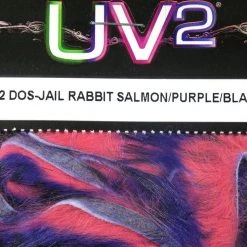 UV2®
2 DOS-JAIL RABBIT SALMON/PURPLE/BLA